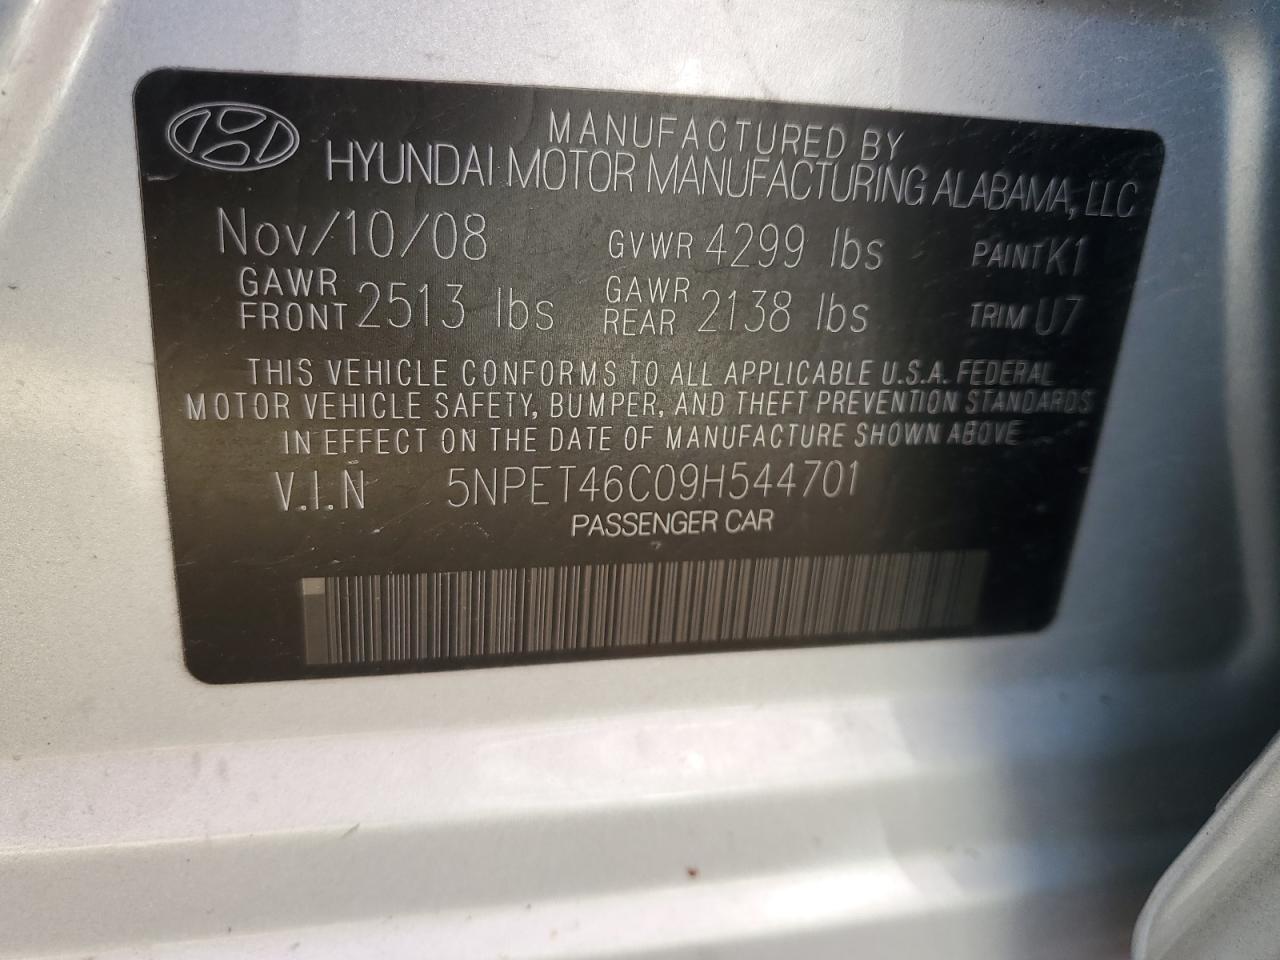 MANUFACTURED BY
HYUNDAI MOTOR MANUFACTURING ALABAMA, LLC
Nov/10/08 GVWR 4299 lbs PAINT K1
GAWR FRONT 2513 lbs GAWR REAR 2138 lbs TRIM U7
THIS VEHICLE CONFORMS TO ALL APPLICABLE U.S.A. FEDERAL
MOTOR VEHICLE SAFETY, BUMPER, AND THEFT PREVENTION STANDARDS
IN EFFECT ON THE DATE OF MANUFACTURE SHOWN ABOVE
V.I.N 5NPET46C09H544701
PASSENGER CAR